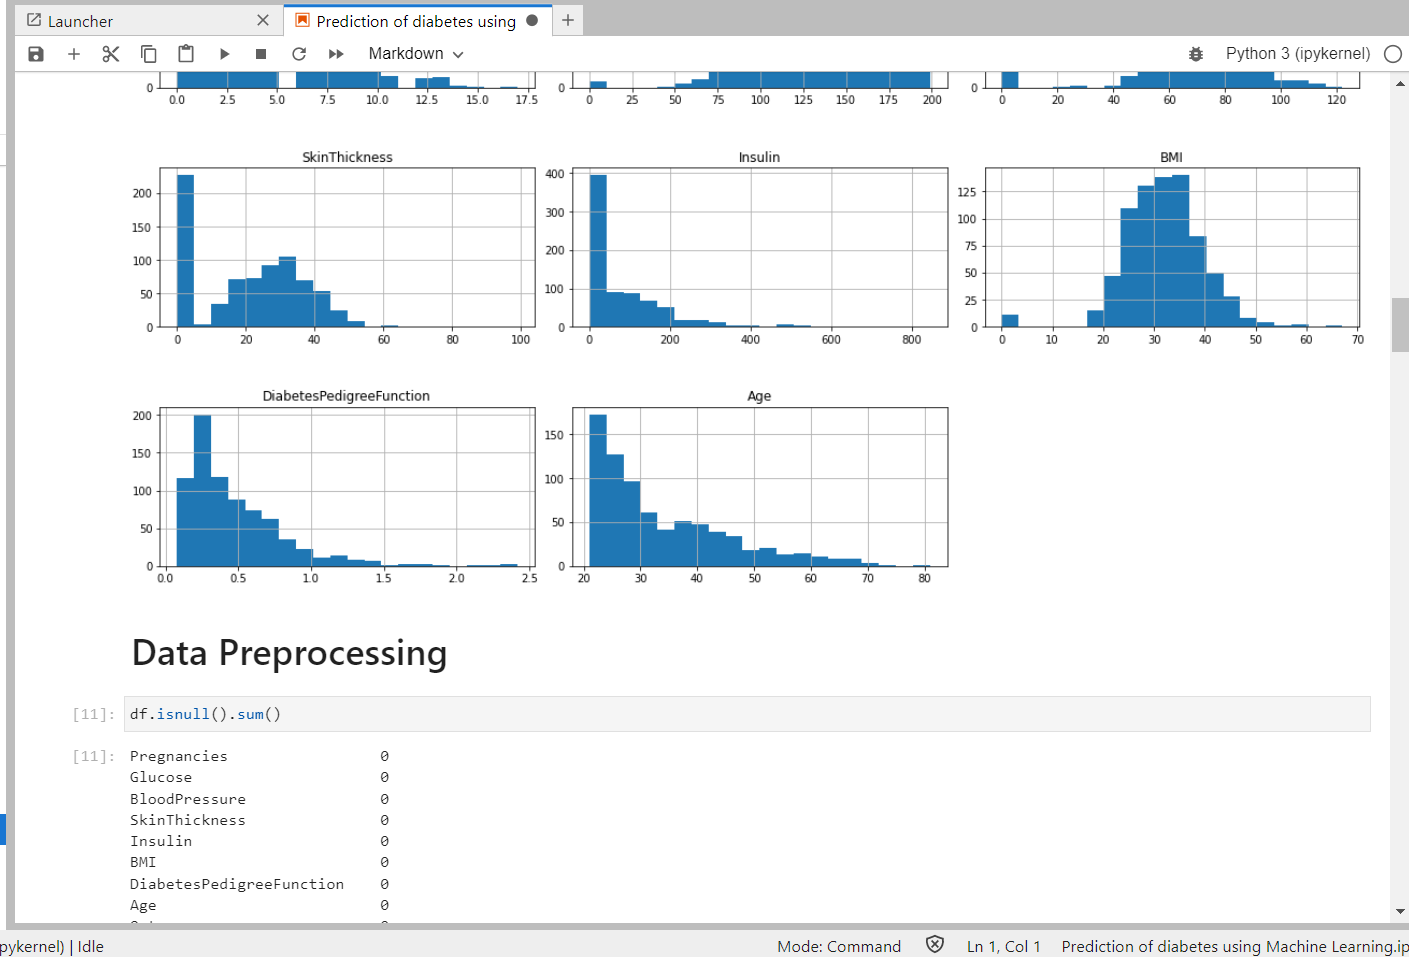 Launcher
Prediction of diabetes using
Markdown
Python 3 (ipykernel)
0
0.0 2.5 5.0 7.5 10.0 12.5 15.0 17.5
0
0 25 50 75 100 125 150 175 200
0
0 20 40 60 80 100 120
SkinThickness
200
150
100
50
0
0 20 40 60 80 100
Insulin
400
300
200
100
0
0 200 400 600 800
BMI
125
100
75
50
25
0
0 10 20 30 40 50 60 70
DiabetesPedigreeFunction
200
150
100
50
0
0.0 0.5 1.0 1.5 2.0 2.5
Age
150
100
50
0
20 30 40 50 60 70 80
Data Preprocessing
[11]: df.isnull().sum()
[11]: Pregnancies 0
Glucose 0
BloodPressure 0
SkinThickness 0
Insulin 0
BMI 0
DiabetesPedigreeFunction 0
Age 0
pykernel) | Idle
Mode: Command
Ln 1, Col 1
Prediction of diabetes using Machine Learning.ip